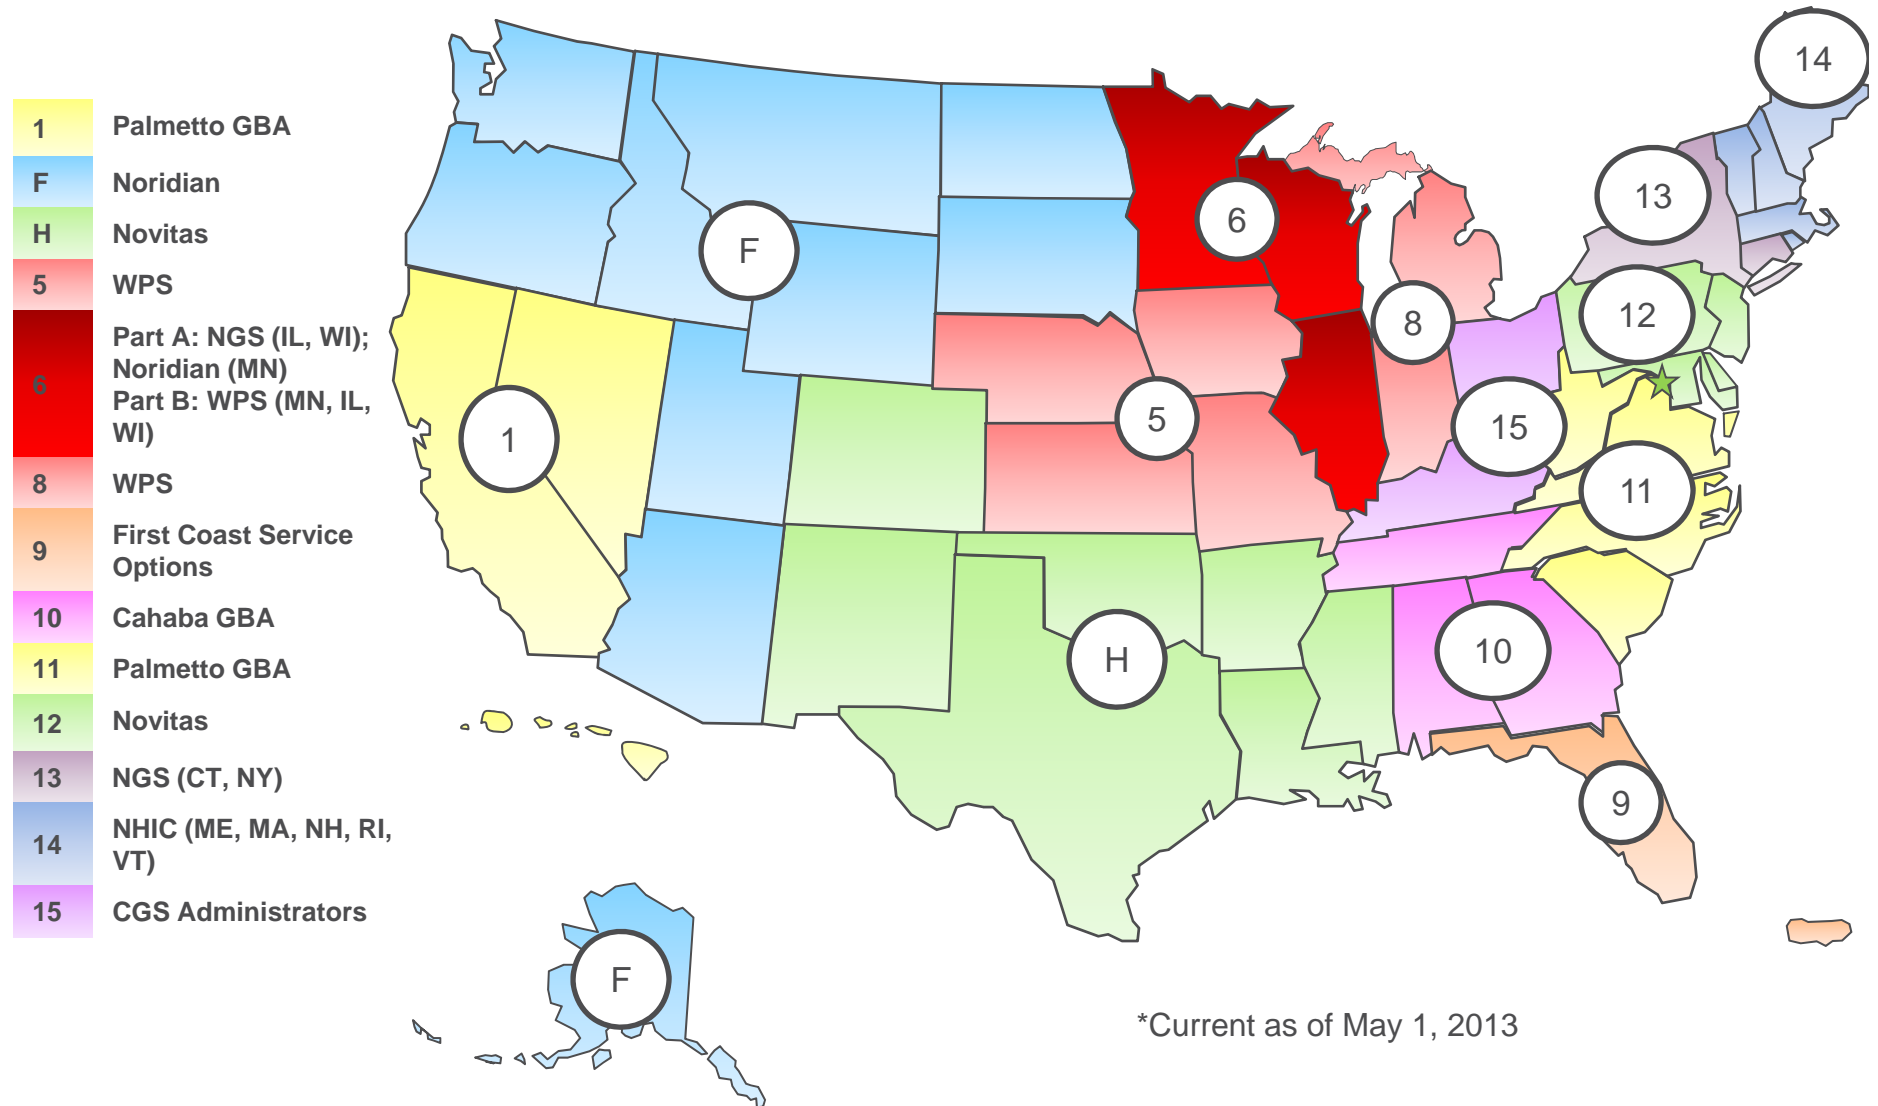 1 Palmetto GBA
F Noridian
H Novitas
5 WPS
6 Part A: NGS (IL, WI);
Noridian (MN)
Part B: WPS (MN, IL,
WI)
8 WPS
9 First Coast Service
Options
10 Cahaba GBA
11 Palmetto GBA
12 Novitas
13 NGS (CT, NY)
14 NHIC (ME, MA, NH, RI,
VT)
15 CGS Administrators
14
13
6
F
12
8
5
15
1
11
10
H
9
F
*Current as of May 1, 2013